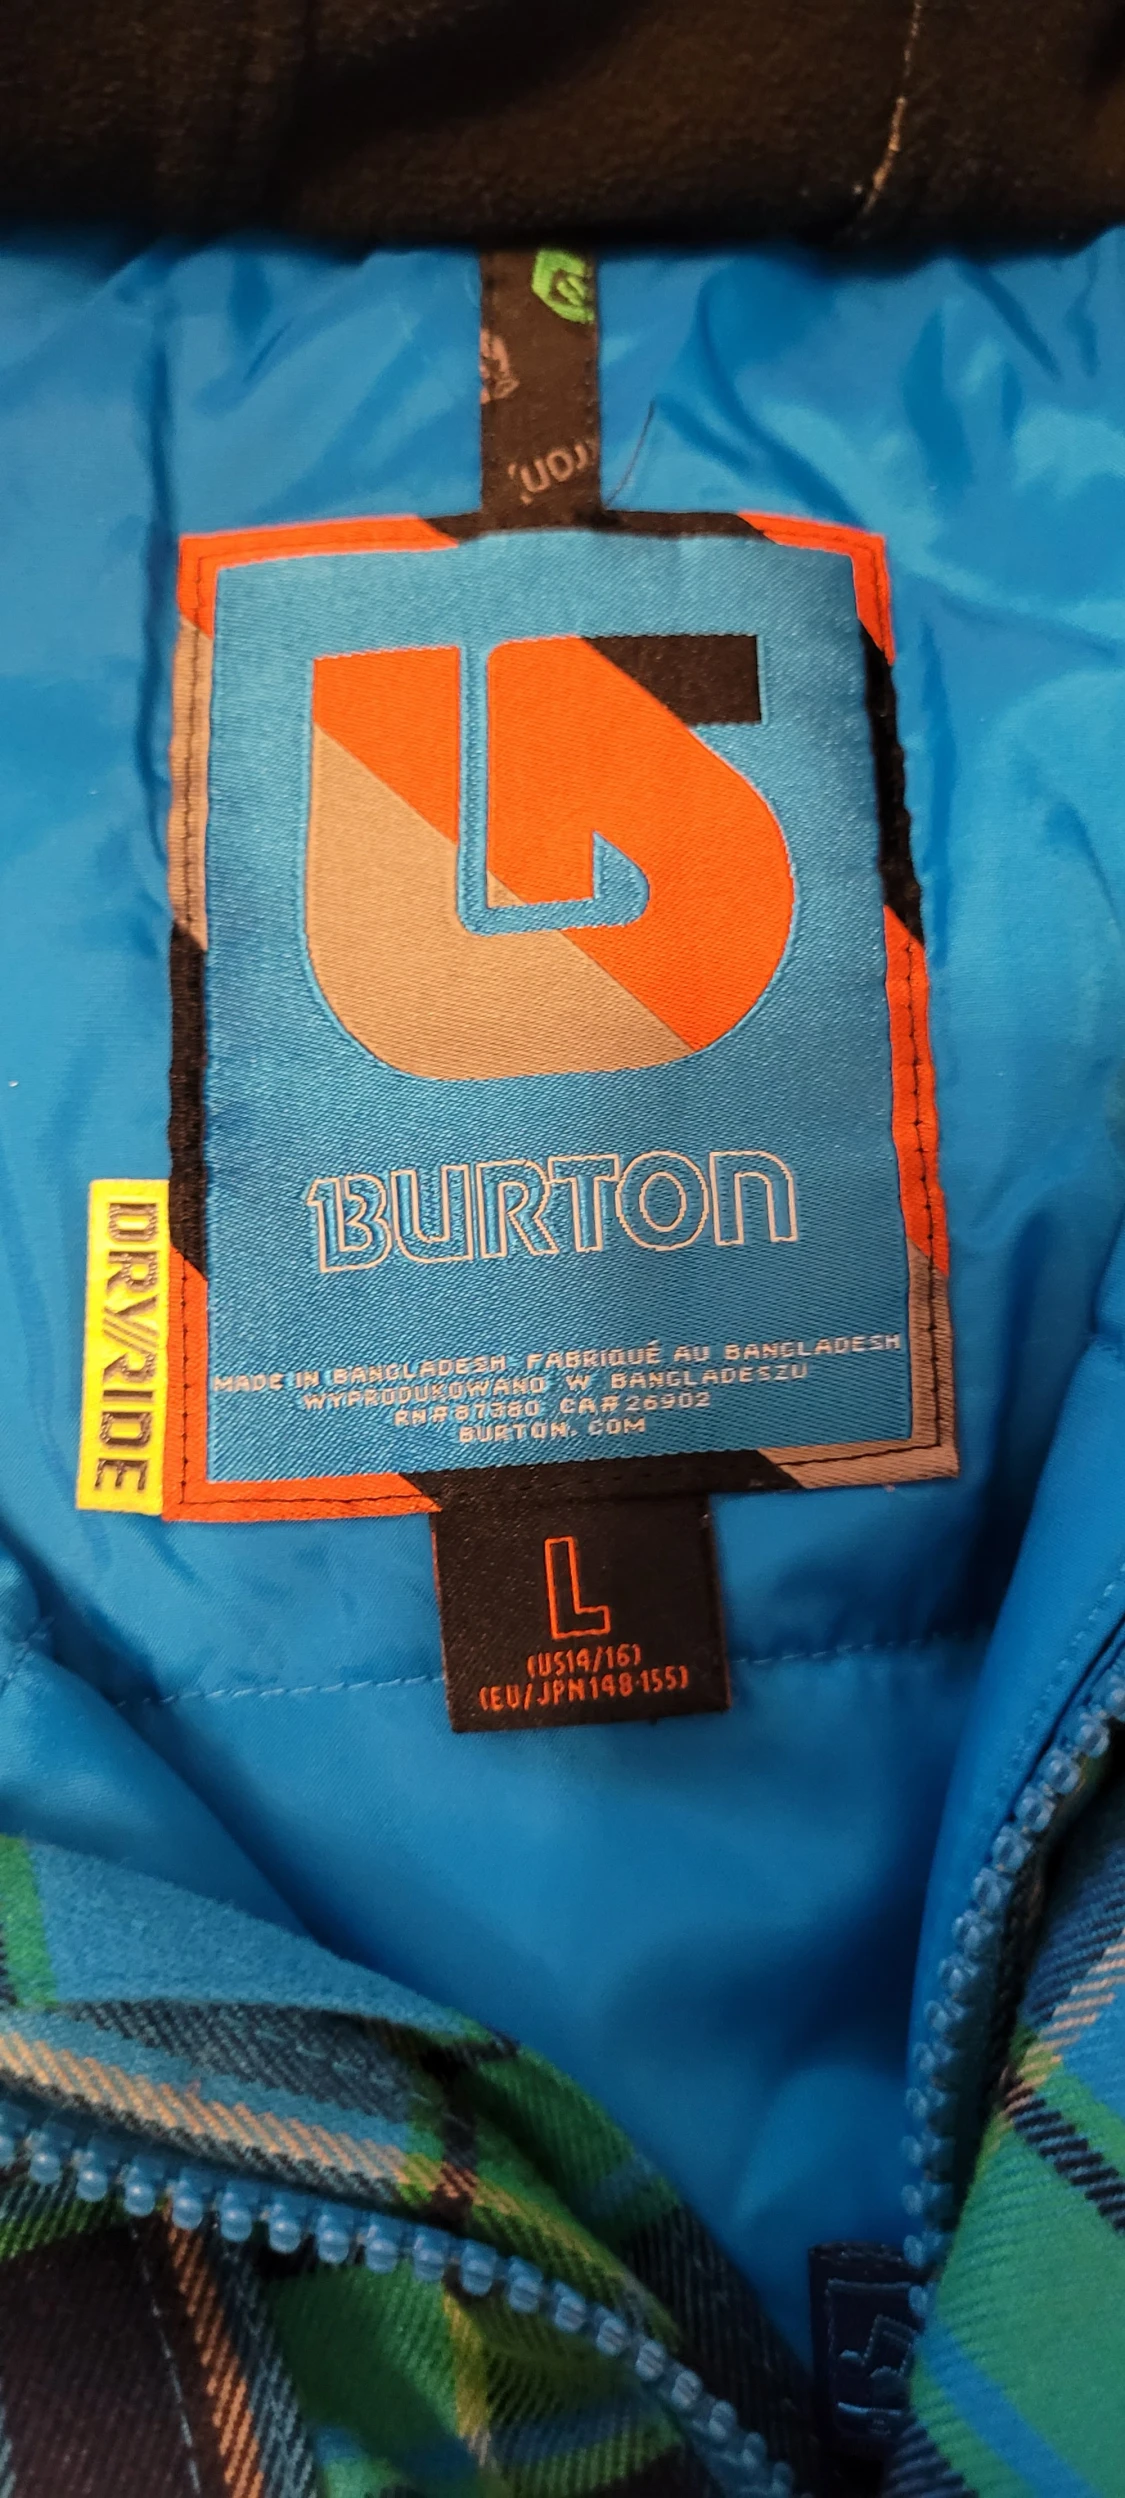 BURTON
MADE IN BANGLADESH FABRIQUÉ AU BANGLADESH
WYPRODUKOWANO W BANGLADESZU
RN#87380 CA#26902
BURTON.COM
DRY//RIDE
L
(US14/16)
(EU/JPN148-155)